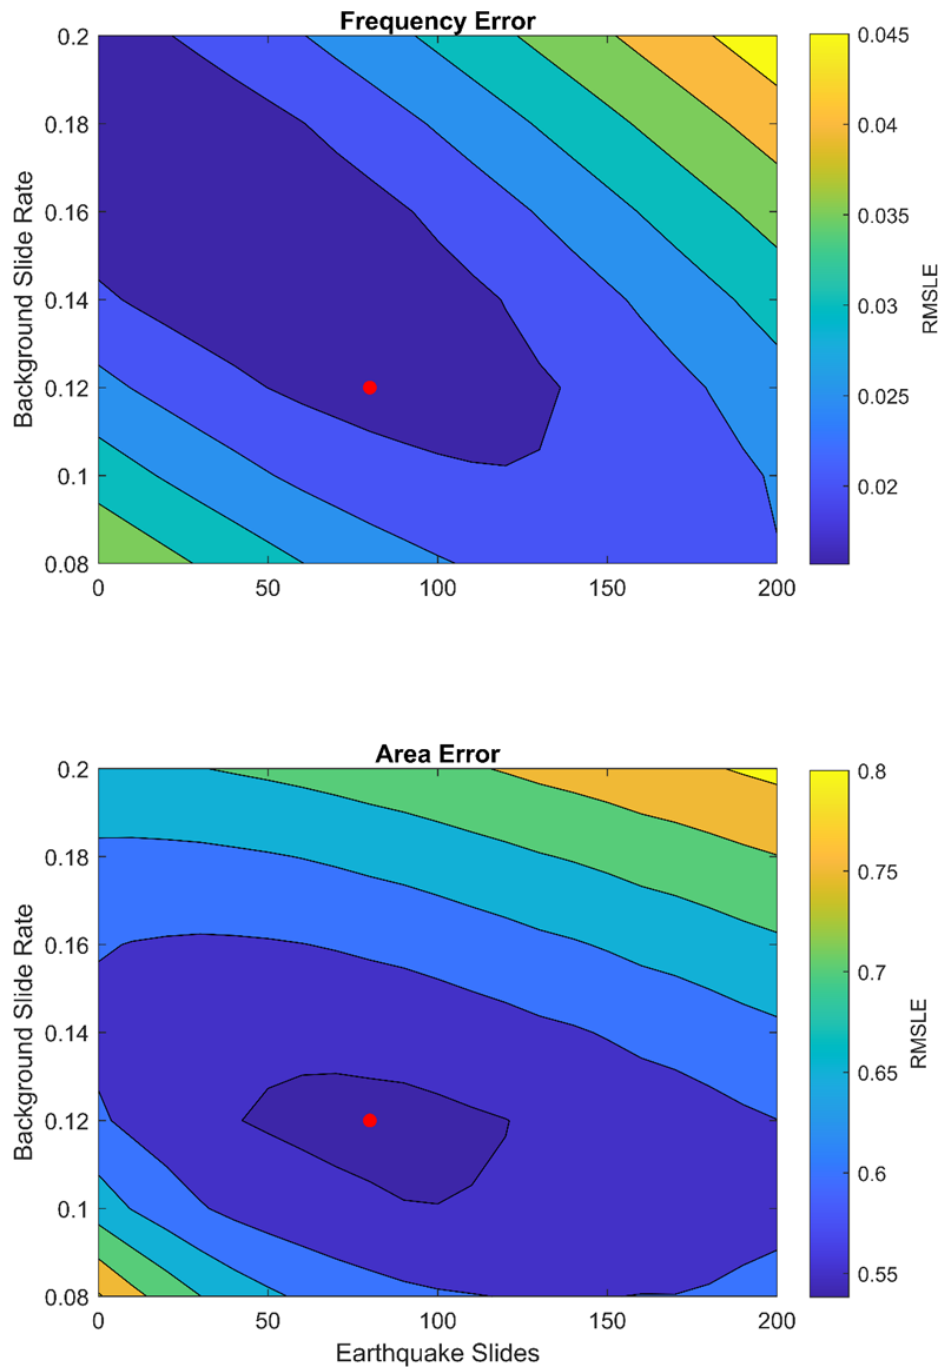 Frequency Error
0.2
0.18
0.16
0.14
0.12
0.1
0.08
Background Slide Rate
0 50 100 150 200
0.045
0.04
0.035
0.03
0.025
0.02
RMSLE
Area Error
0.2
0.18
0.16
0.14
0.12
0.1
0.08
Background Slide Rate
0 50 100 150 200
Earthquake Slides
0.8
0.75
0.7
0.65
0.6
0.55
RMSLE